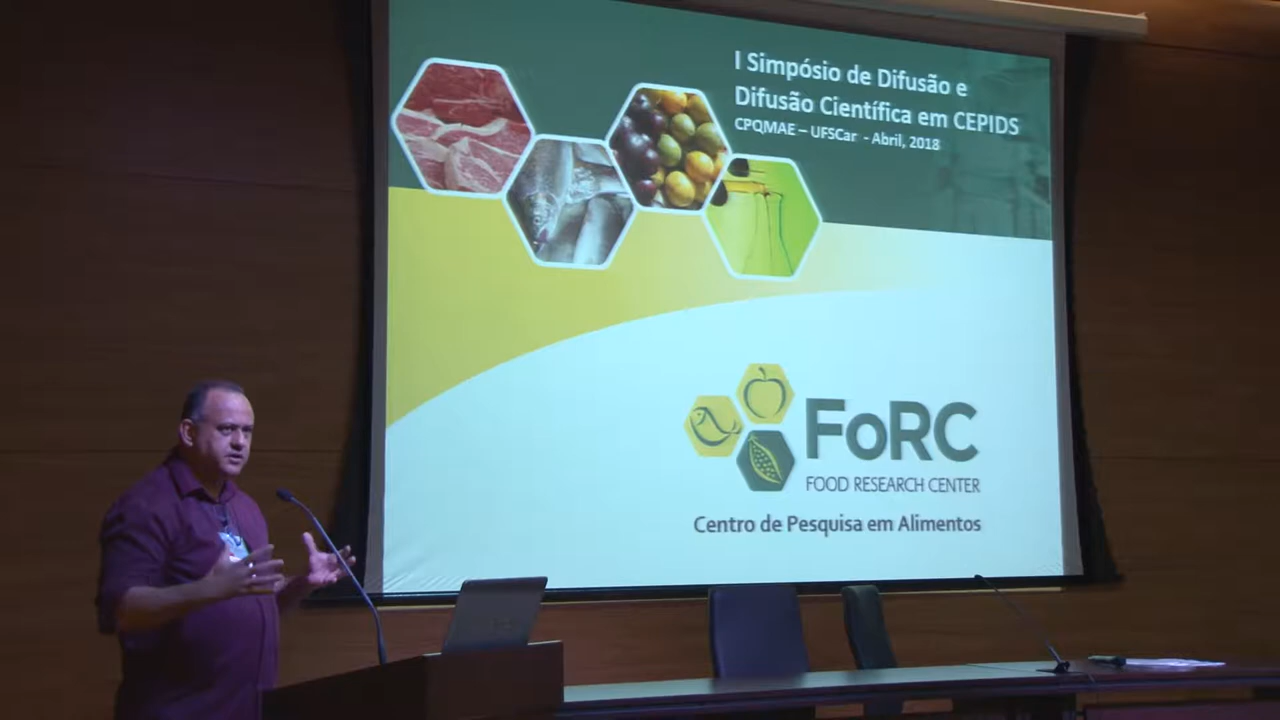 I Simpósio de Difusão e
Difusão Científica em CEPIDS
CPQMAE – UFSCar - Abril, 2018
FoRC
FOOD RESEARCH CENTER
Centro de Pesquisa em Alimentos